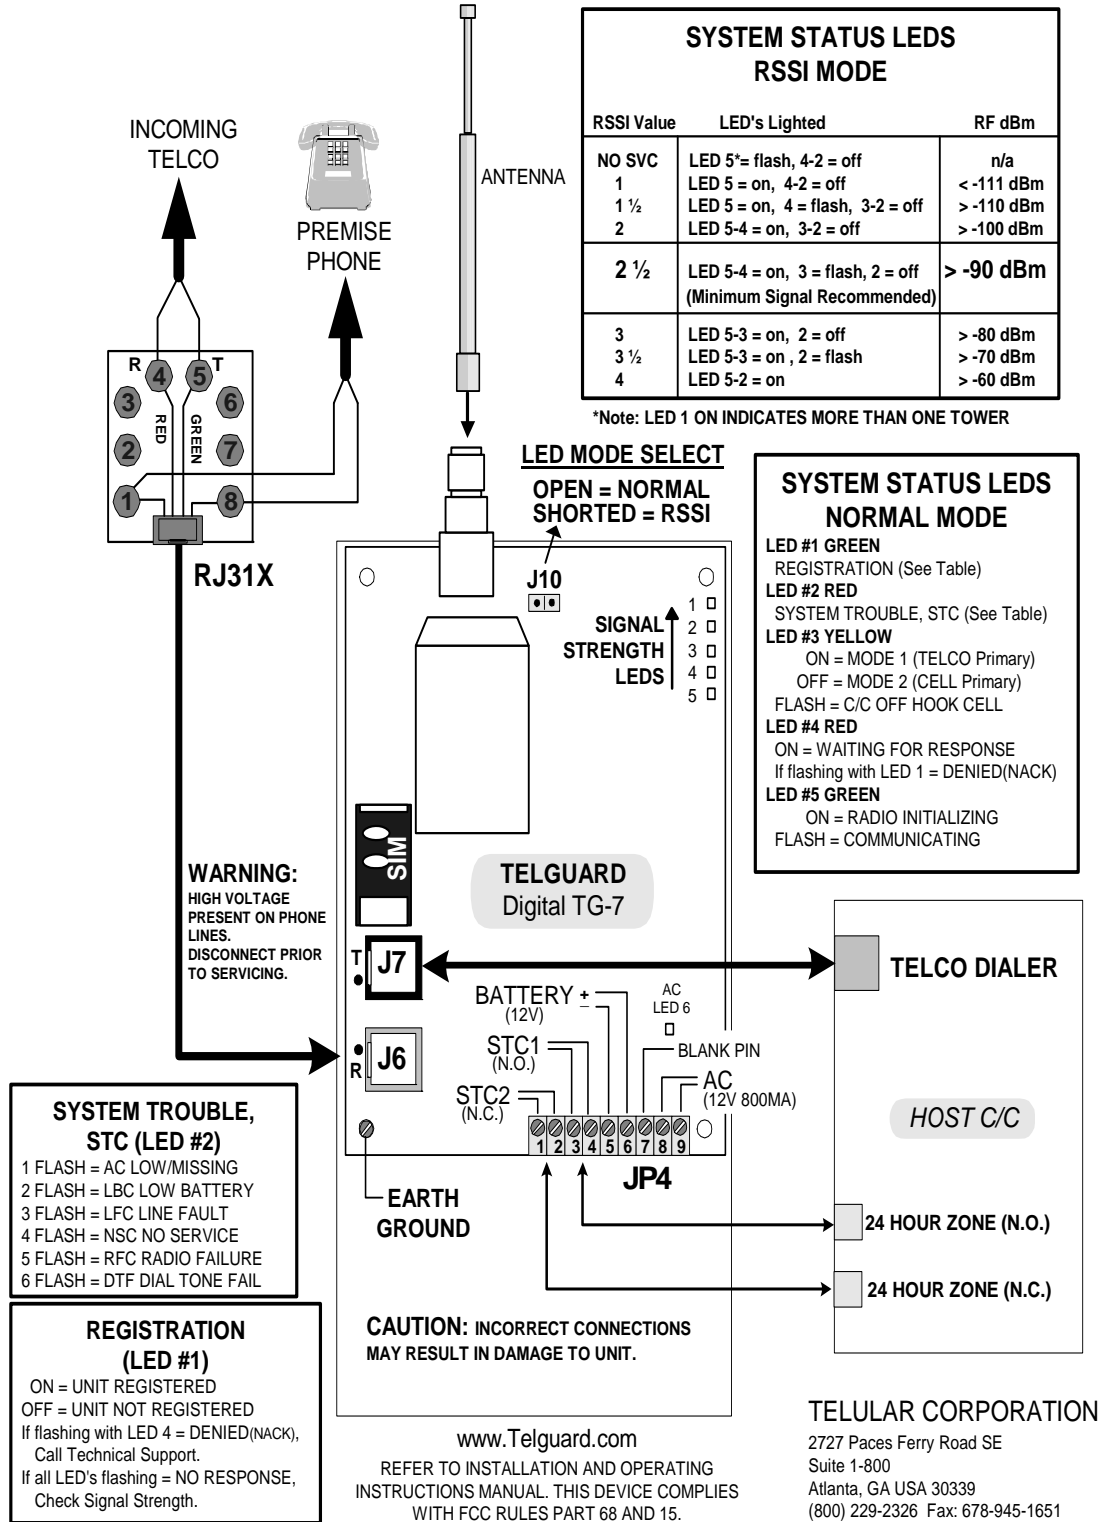 SYSTEM STATUS LEDS
RSSI MODE
RSSI Value LED's Lighted RF dBm
NO SVC LED 5*= flash, 4-2 = off n/a
1 LED 5 = on, 4-2 = off < -111 dBm
1 ½ LED 5 = on, 4 = flash, 3-2 = off > -110 dBm
2 LED 5-4 = on, 3-2 = off > -100 dBm
2 ½ LED 5-4 = on, 3 = flash, 2 = off > -90 dBm
(Minimum Signal Recommended)
3 LED 5-3 = on, 2 = off > -80 dBm
3 ½ LED 5-3 = on , 2 = flash > -70 dBm
4 LED 5-2 = on > -60 dBm
*Note: LED 1 ON INDICATES MORE THAN ONE TOWER
INCOMING
TELCO
PREMISE
PHONE
ANTENNA
R 4 5 T
3 6
RED GREEN
2 7
1 8
RJ31X
LED MODE SELECT
OPEN = NORMAL
SHORTED = RSSI
J10
SIGNAL
STRENGTH
LEDS
1
2
3
4
5
SYSTEM STATUS LEDS
NORMAL MODE
LED #1 GREEN
REGISTRATION (See Table)
LED #2 RED
SYSTEM TROUBLE, STC (See Table)
LED #3 YELLOW
ON = MODE 1 (TELCO Primary)
OFF = MODE 2 (CELL Primary)
FLASH = C/C OFF HOOK CELL
LED #4 RED
ON = WAITING FOR RESPONSE
If flashing with LED 1 = DENIED(NACK)
LED #5 GREEN
ON = RADIO INITIALIZING
FLASH = COMMUNICATING
SIM
WARNING:
HIGH VOLTAGE
PRESENT ON PHONE
LINES.
DISCONNECT PRIOR
TO SERVICING.
TELGUARD
Digital TG-7
T
J7
R
J6
TELCO DIALER
BATTERY + –
(12V)
AC
LED 6
STC1
(N.O.)
BLANK PIN
STC2
(N.C.)
AC
(12V 800MA)
1 2 3 4 5 6 7 8 9
JP4
HOST C/C
EARTH
GROUND
24 HOUR ZONE (N.O.)
24 HOUR ZONE (N.C.)
SYSTEM TROUBLE,
STC (LED #2)
1 FLASH = AC LOW/MISSING
2 FLASH = LBC LOW BATTERY
3 FLASH = LFC LINE FAULT
4 FLASH = NSC NO SERVICE
5 FLASH = RFC RADIO FAILURE
6 FLASH = DTF DIAL TONE FAIL
REGISTRATION
(LED #1)
ON = UNIT REGISTERED
OFF = UNIT NOT REGISTERED
If flashing with LED 4 = DENIED(NACK),
Call Technical Support.
If all LED's flashing = NO RESPONSE,
Check Signal Strength.
CAUTION: INCORRECT CONNECTIONS
MAY RESULT IN DAMAGE TO UNIT.
www.Telguard.com
REFER TO INSTALLATION AND OPERATING
INSTRUCTIONS MANUAL. THIS DEVICE COMPLIES
WITH FCC RULES PART 68 AND 15.
TELULAR CORPORATION
2727 Paces Ferry Road SE
Suite 1-800
Atlanta, GA USA 30339
(800) 229-2326 Fax: 678-945-1651